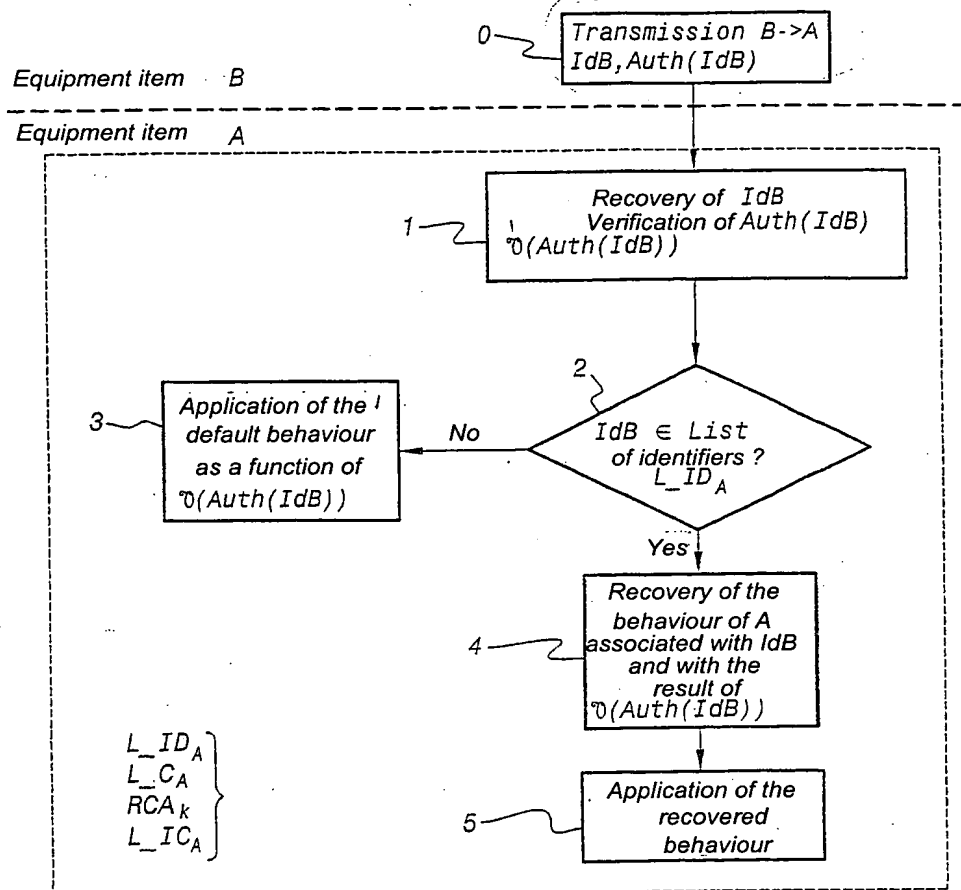 0
Transmission B->A
IdB,Auth(IdB)
Equipment item B
Equipment item A
1
Recovery of IdB
Verification of Auth(IdB)
𝒱(Auth(IdB))
2
IdB ∈ List
of identifiers ?
L_ID_A
No
3
Application of the
default behaviour
as a function of
𝒱(Auth(IdB))
Yes
4
Recovery of the
behaviour of A
associated with IdB
and with the
result of
𝒱(Auth(IdB))
5
Application of the
recovered
behaviour
L_ID_A
L_C_A
RCA_k
L_IC_A